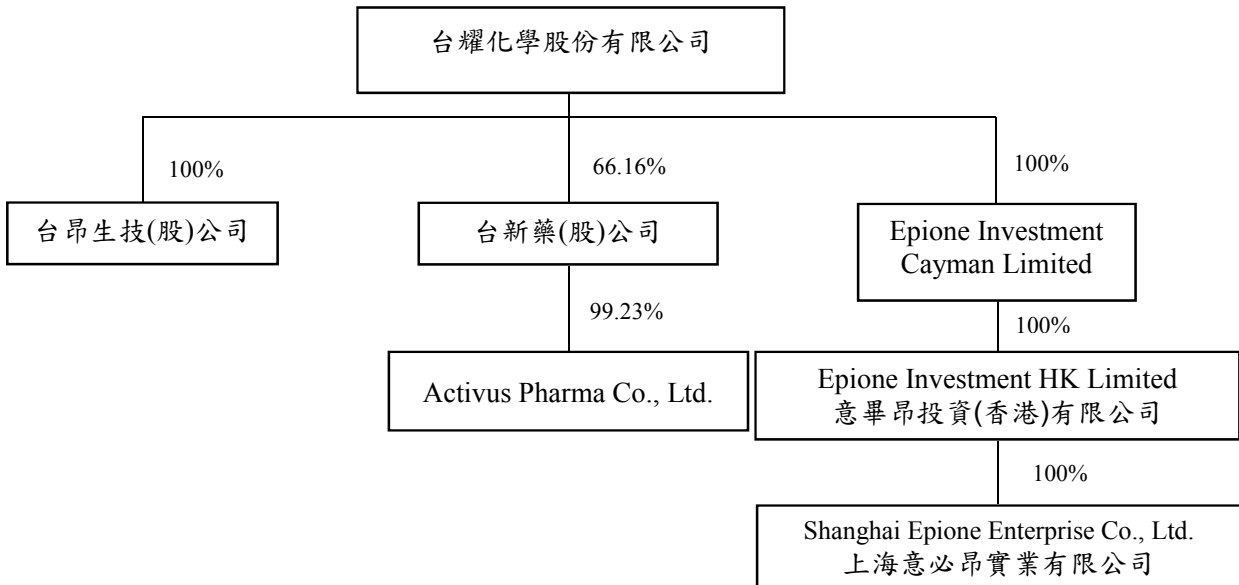 台耀化學股份有限公司
100%
66.16%
100%
台昂生技(股)公司
台新藥(股)公司
Epione Investment
Cayman Limited
99.23%
100%
Activus Pharma Co., Ltd.
Epione Investment HK Limited
意畢昂投資(香港)有限公司
100%
Shanghai Epione Enterprise Co., Ltd.
上海意必昂實業有限公司